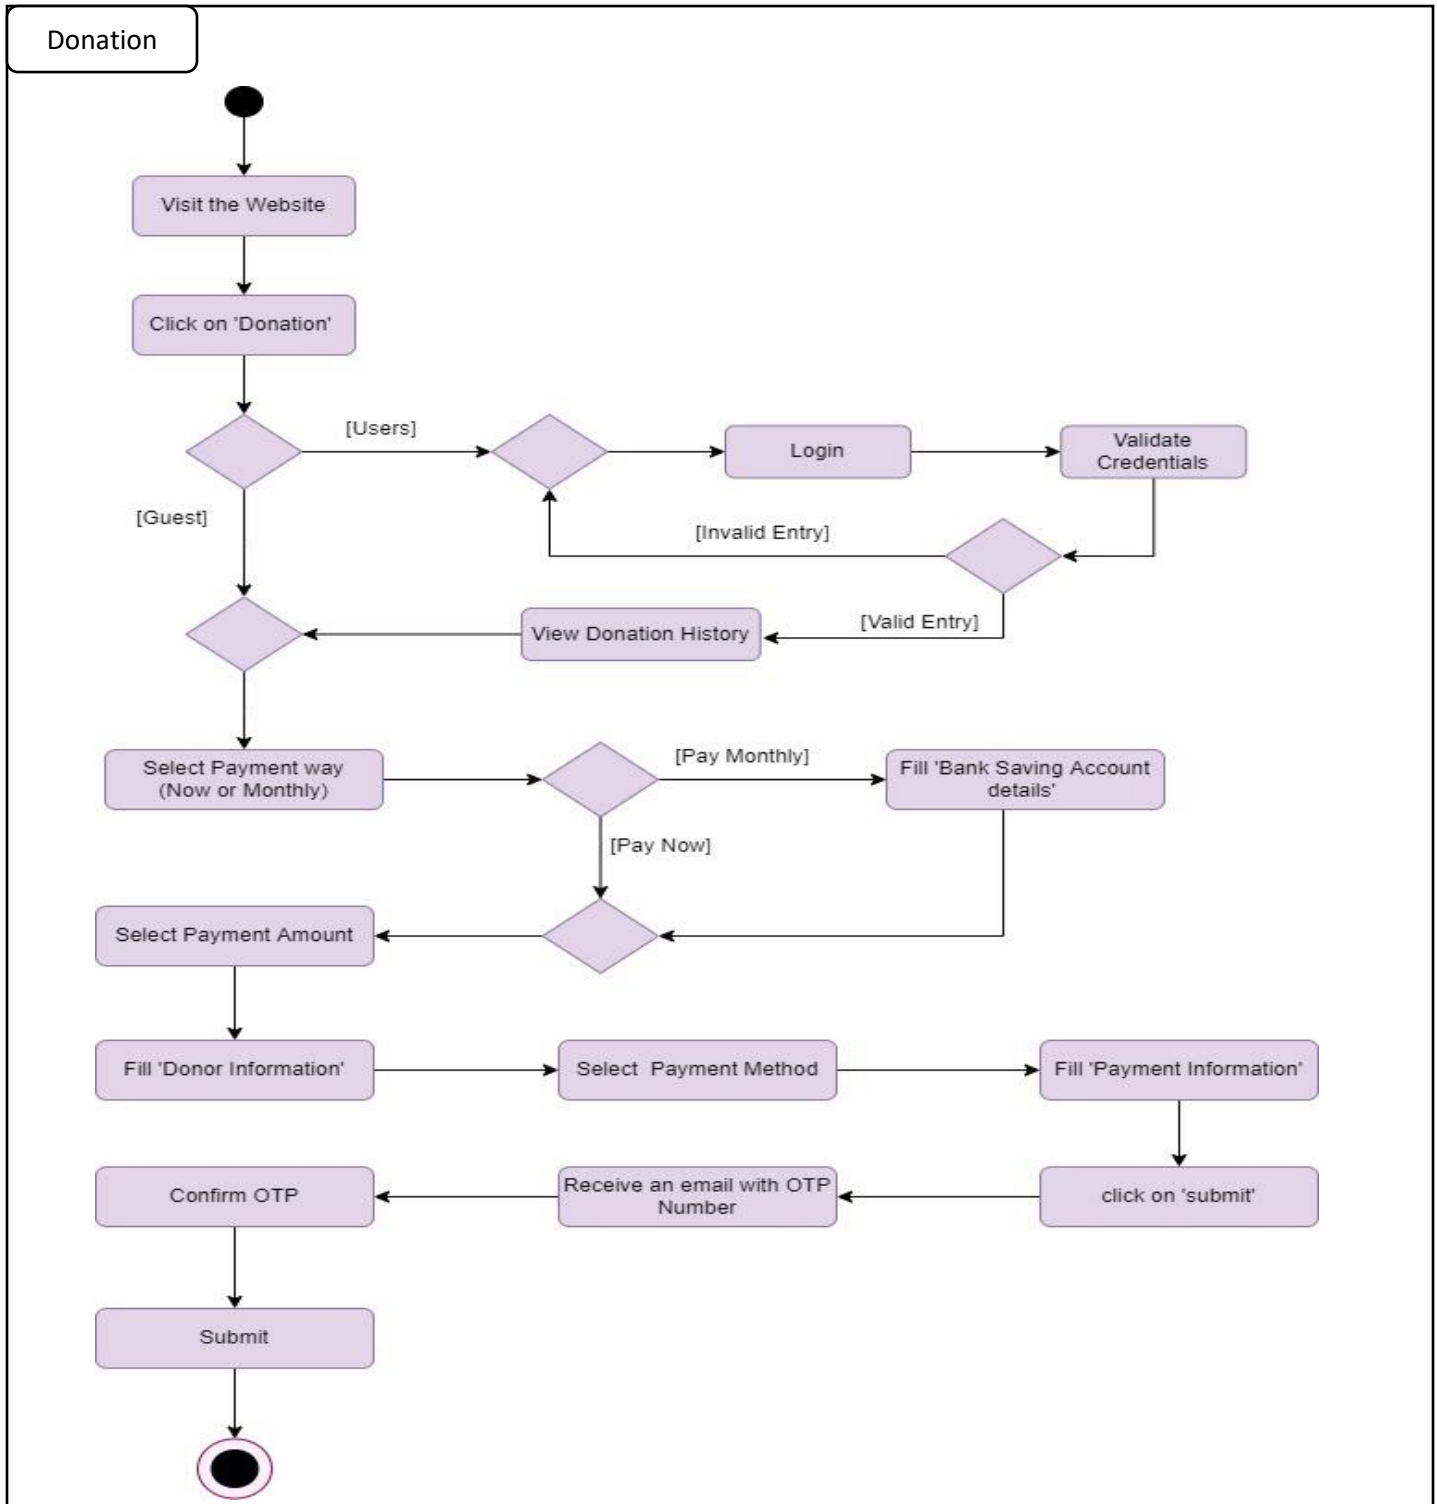 Donation
Visit the Website
Click on 'Donation'
[Users]
Login
Validate
Credentials
[Guest]
[Invalid Entry]
[Valid Entry]
View Donation History
Select Payment way
(Now or Monthly)
[Pay Monthly]
Fill 'Bank Saving Account
details'
[Pay Now]
Select Payment Amount
Fill 'Donor Information'
Select  Payment Method
Fill 'Payment Information'
Confirm OTP
Receive an email with OTP
Number
click on 'submit'
Submit